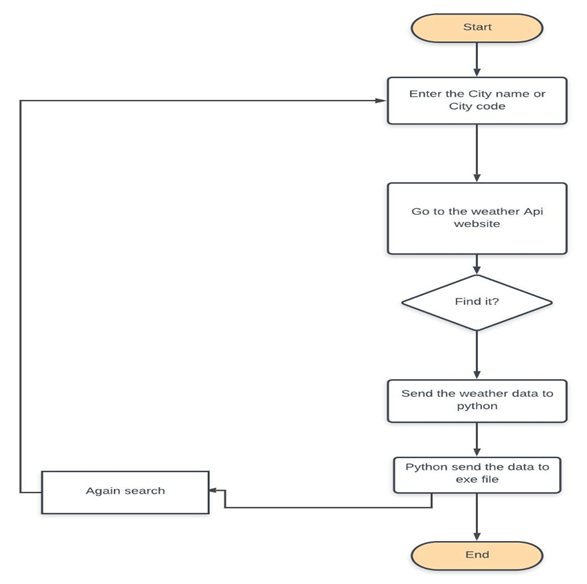 Start
Enter the City name or
City code
Go to the weather Api
website
Find it?
Send the weather data to
python
Python send the data to
exe file
Again search
End